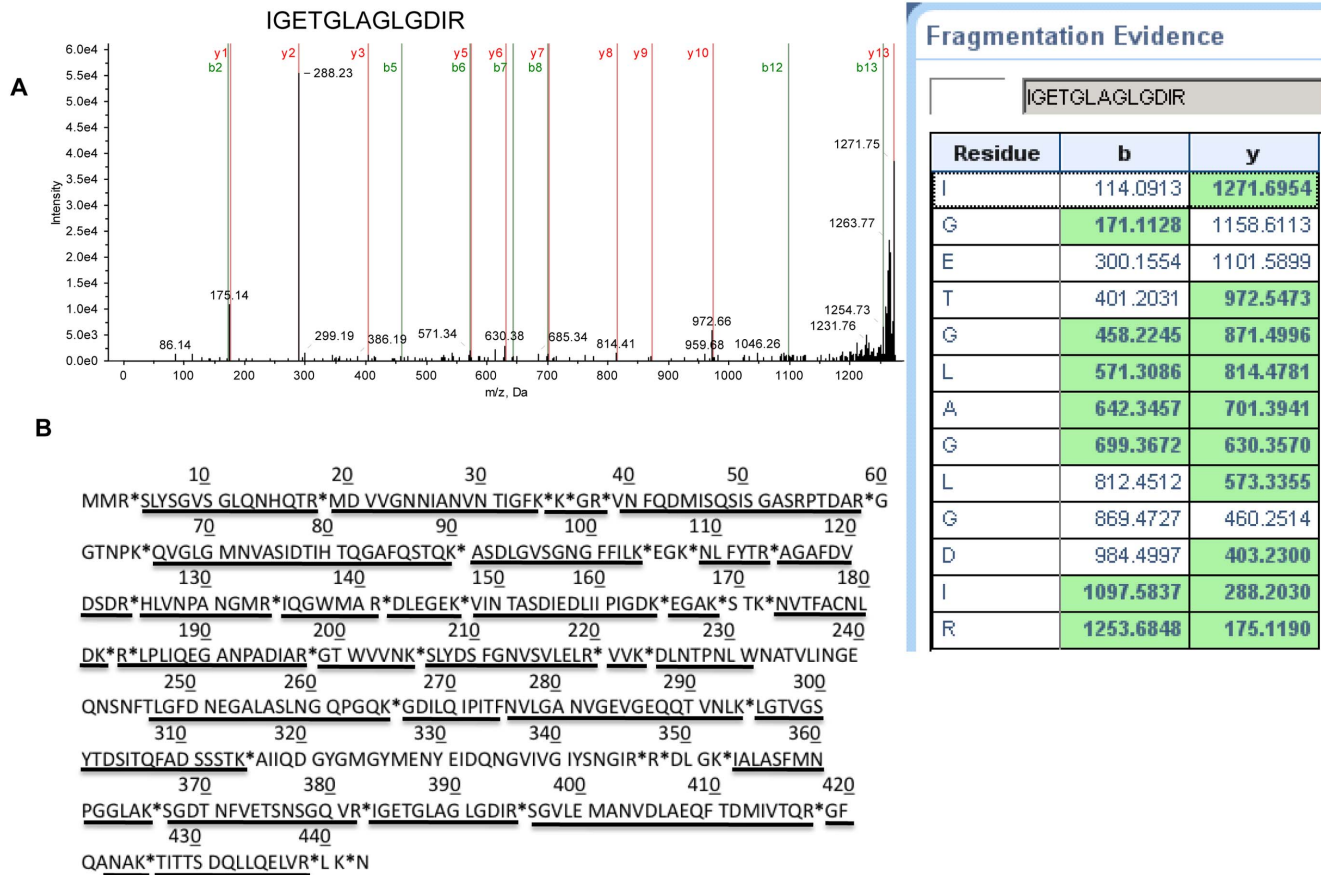 IGETGLAGLGDIR
A
6.0e4
5.5e4
5.0e4
4.5e4
4.0e4
3.5e4
3.0e4
2.5e4
2.0e4
1.5e4
1.0e4
5.0e3
0.0e0
Intensity
y1 y2 y3 y5 y6 y7 y8 y9 y10 y13
b2 b5 b6 b7 b8 b12 b13
288.23
1271.75
1263.77
175.14
1254.73
972.66
1231.76
86.14 299.19 386.19 571.34 630.38 685.34 814.41 959.68 1046.26
0 100 200 300 400 500 600 700 800 900 1000 1100 1200
m/z, Da
Fragmentation Evidence
IGETGLAGLGDIR
Residue b y
I 114.0913 1271.6954
G 171.1128 1158.6113
E 300.1554 1101.5899
T 401.2031 972.5473
G 458.2245 871.4996
L 571.3086 814.4781
A 642.3457 701.3941
G 699.3672 630.3570
L 812.4512 573.3355
G 869.4727 460.2514
D 984.4997 403.2300
I 1097.5837 288.2030
R 1253.6848 175.1190
B
10 20 30 40 50 60
MMR*SLYSGVS GLQNHQTR*MD VVGNNIANVN TIGFK*K*GR*VN FQDMISQSIS GASRPTDAR*G
70 80 90 100 110 120
GTNPK*QVGLG MNVASIDTIH TQGAFQSTQK* ASDLGVSGNG FFILK*EGK*NL FYTR*AGAFDV
130 140 150 160 170 180
DSDR*HLVNPA NGMR*IQGWMA R*DLEGEK*VIN TASDIEDLII PIGDK*EGAK*S TK*NVTFACNL
190 200 210 220 230 240
DK*R*LPLIQEG ANPADIAR*GT WVVNK*SLYDS FGNVSVLELR*VVK*DLNTPNL WNATVLINGE
250 260 270 280 290 300
QNSNFTLGFD NEGALASLNG QPGQK*GDILQ IPITFNVLGA NVGEVGEQQT VNLK*LGTVGS
310 320 330 340 350 360
YTDSITQFAD SSSTK*AIIQD GYGMGYMENY EIDQNGVIVG IYSNGIR*R*DL GK*IALASFMN
370 380 390 400 410 420
PGGLAK*SGDT NFVETSNSGQ VR*IGETGLAG LGDIR*SGVLE MANVDLAEQF TDMIVTQR*GF
430 440
QANAK*TITTS DQLLQELVR*L K*N